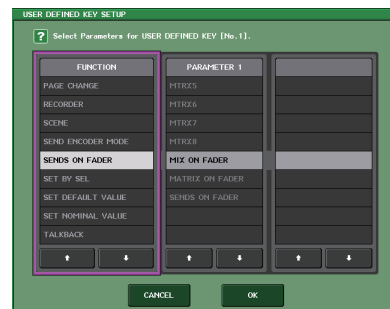 USER DEFINED KEY SETUP
? Select Parameters for USER DEFINED KEY [No.1].
FUNCTION
PARAMETER 1
PAGE CHANGE
MTRX5
RECORDER
MTRX6
SCENE
MTRX7
SEND ENCODER MODE
MTRX8
SENDS ON FADER
MIX ON FADER
SET BY SEL
MATRIX ON FADER
SET DEFAULT VALUE
SENDS ON FADER
SET NOMINAL VALUE
TALKBACK
CANCEL
OK